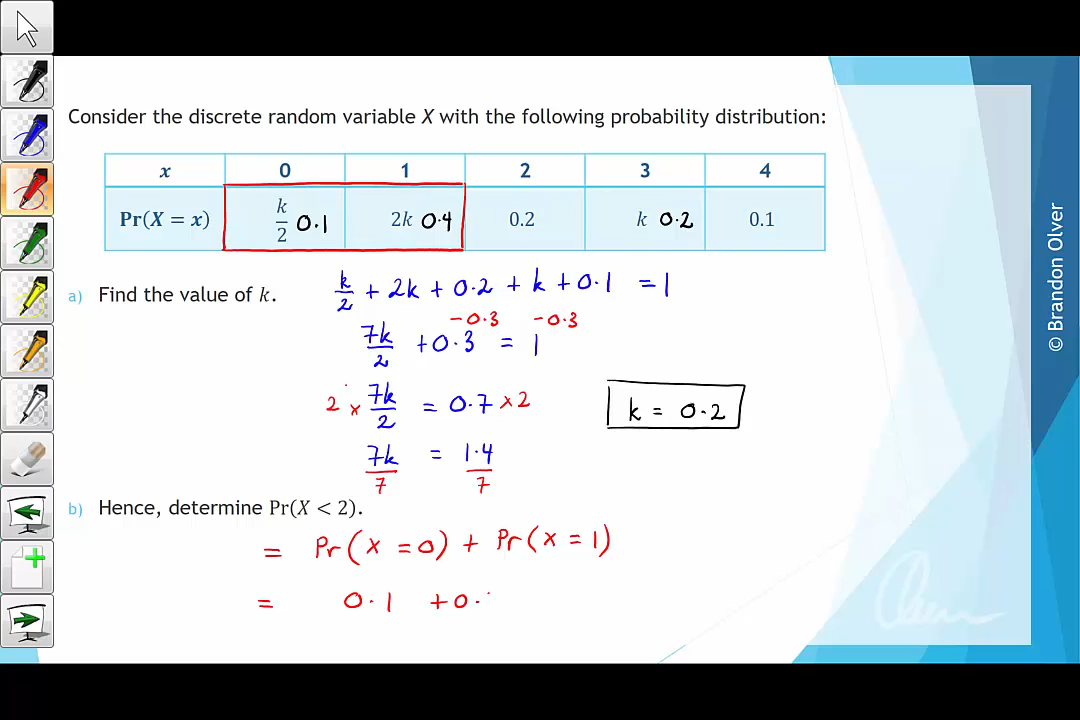 Consider the discrete random variable X with the following probability distribution:
x 0 1 2 3 4
Pr(X = x) k/2 0.1 2k 0.4 0.2 k 0.2 0.1
a) Find the value of k.
k/2 + 2k + 0.2 + k + 0.1 = 1
-0.3 -0.3
7k/2 + 0.3 = 1
2 × 7k/2 = 0.7 × 2
k = 0.2
7k/7 = 1.4/7
b) Hence, determine Pr(X < 2).
= Pr(X = 0) + Pr(X = 1)
= 0.1 + 0.
© Brandon Olver